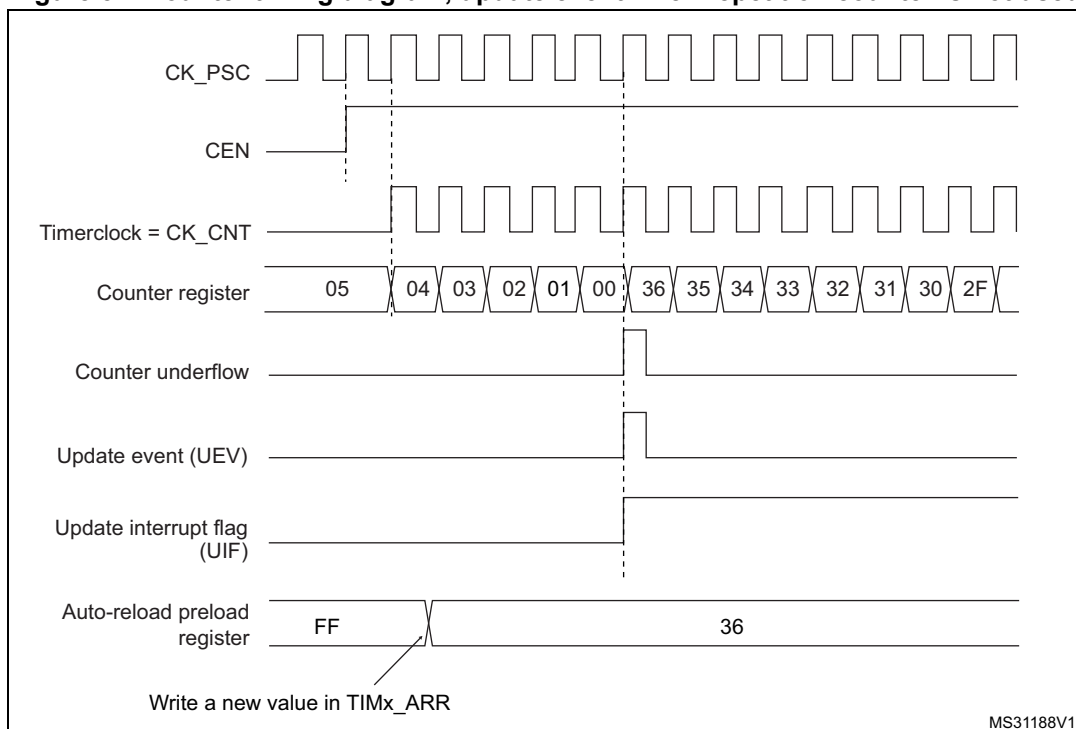 CK_PSC
CEN
Timerclock = CK_CNT
Counter register 05 04 03 02 01 00 36 35 34 33 32 31 30 2F
Counter underflow
Update event (UEV)
Update interrupt flag
(UIF)
Auto-reload preload
register
FF 36
Write a new value in TIMx_ARR
MS31188V1